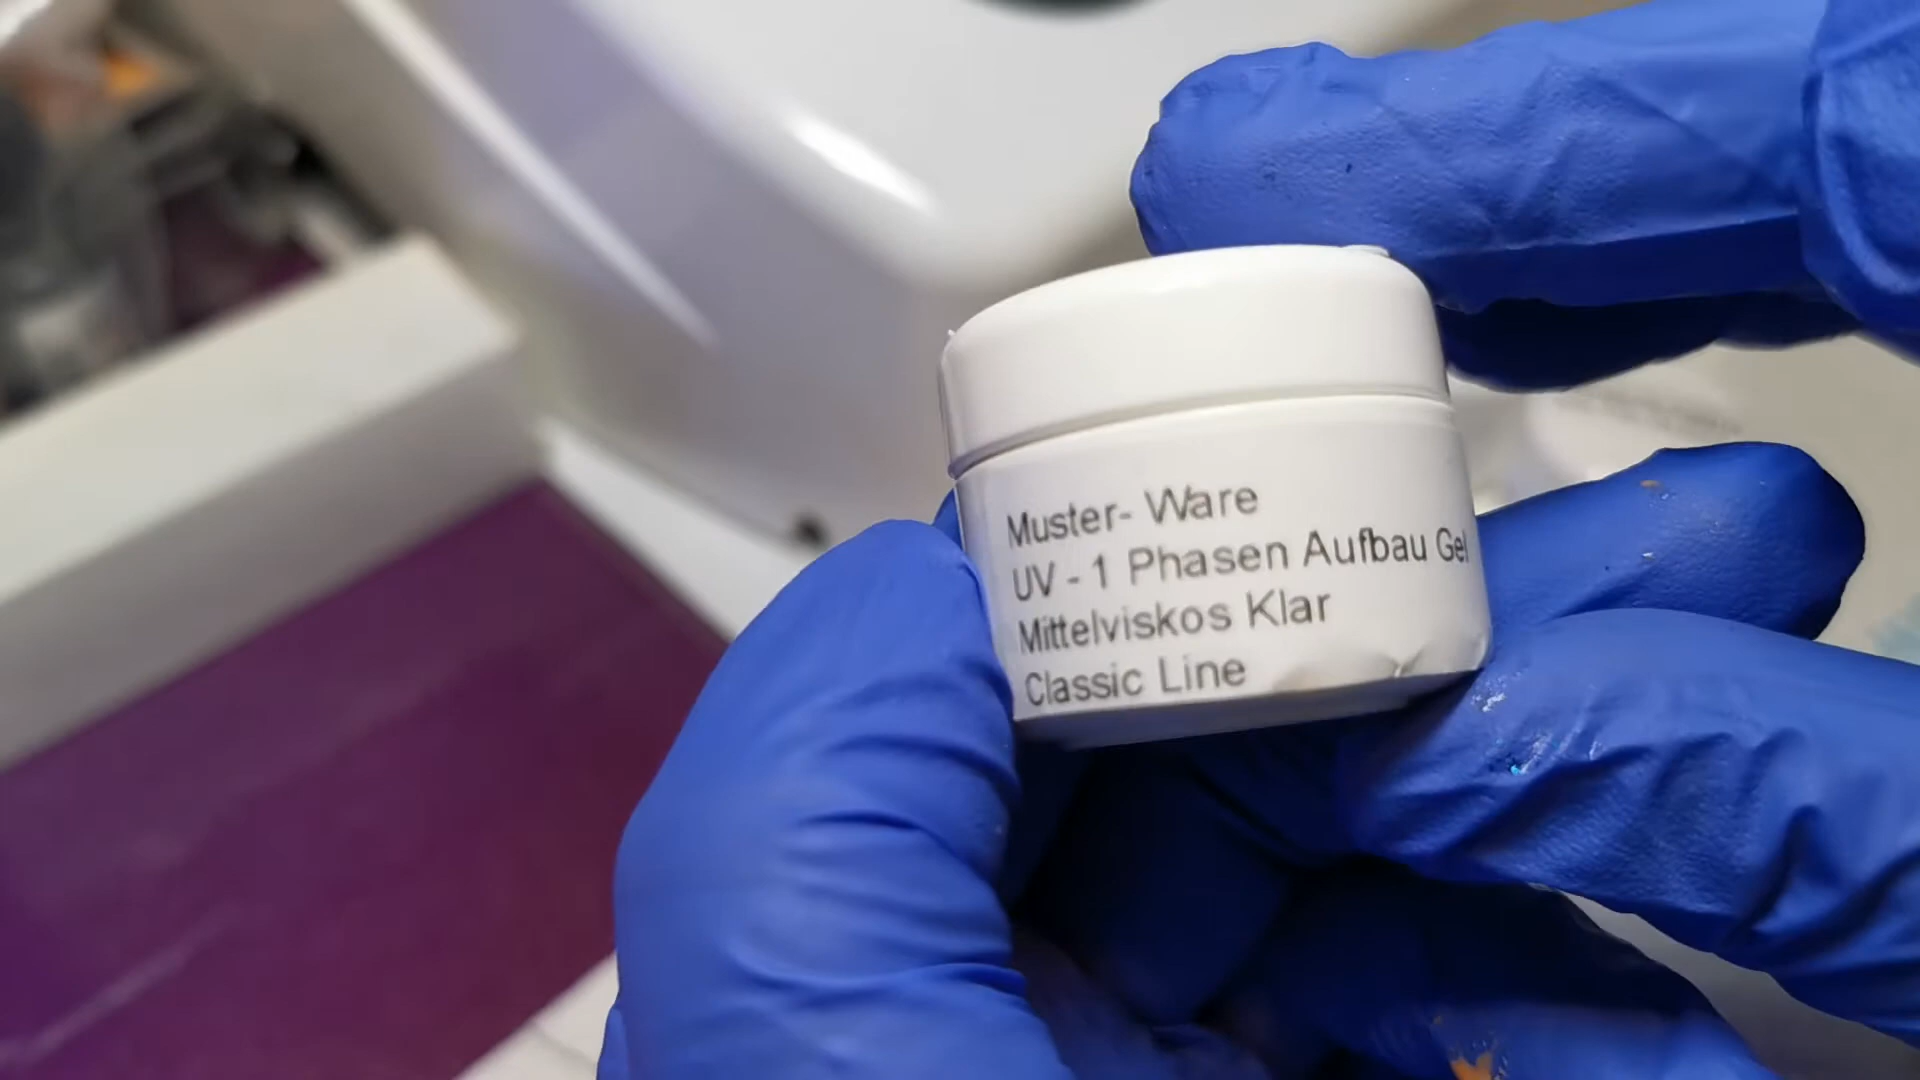 Muster- Ware
UV - 1 Phasen Aufbau Gel
Mittelviskos Klar
Classic Line